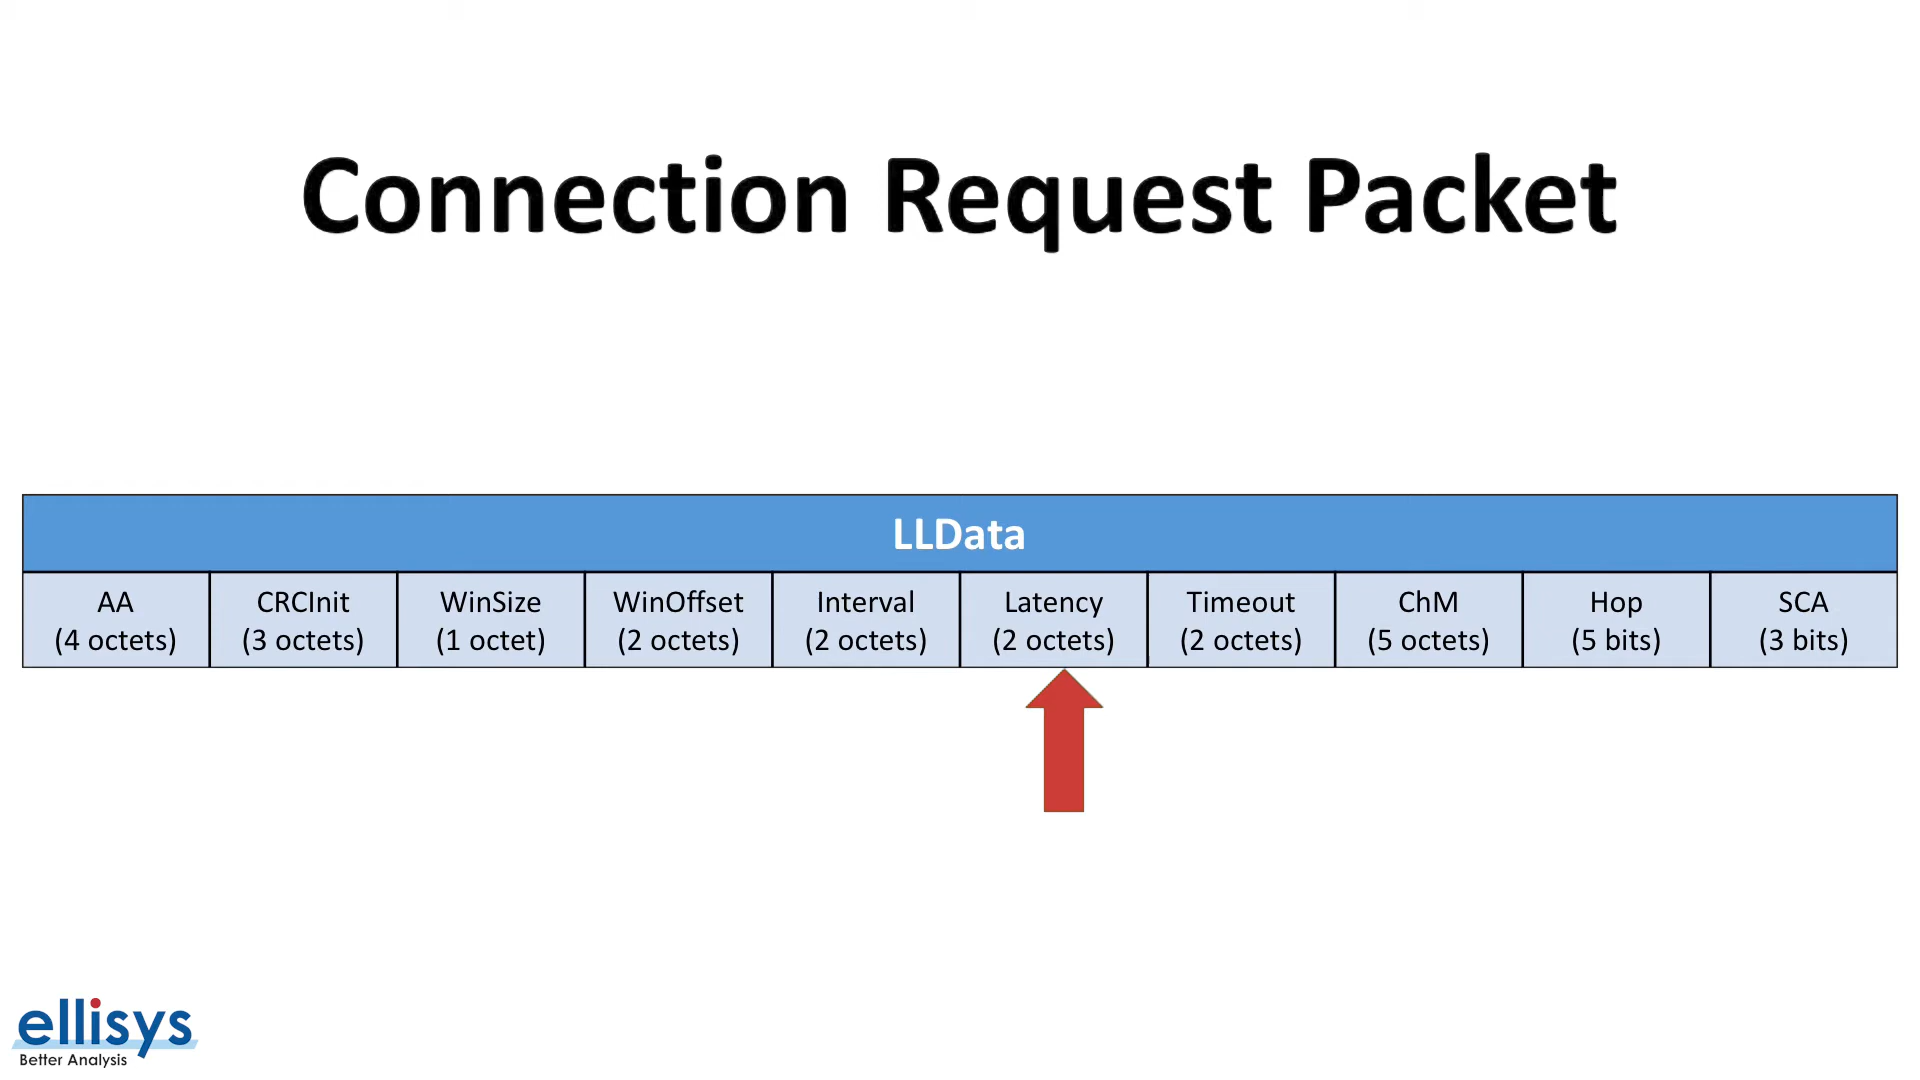 Connection Request Packet
LLData
AA
(4 octets)
CRCInit
(3 octets)
WinSize
(1 octet)
WinOffset
(2 octets)
Interval
(2 octets)
Latency
(2 octets)
Timeout
(2 octets)
ChM
(5 octets)
Hop
(5 bits)
SCA
(3 bits)
ellisys
Better Analysis